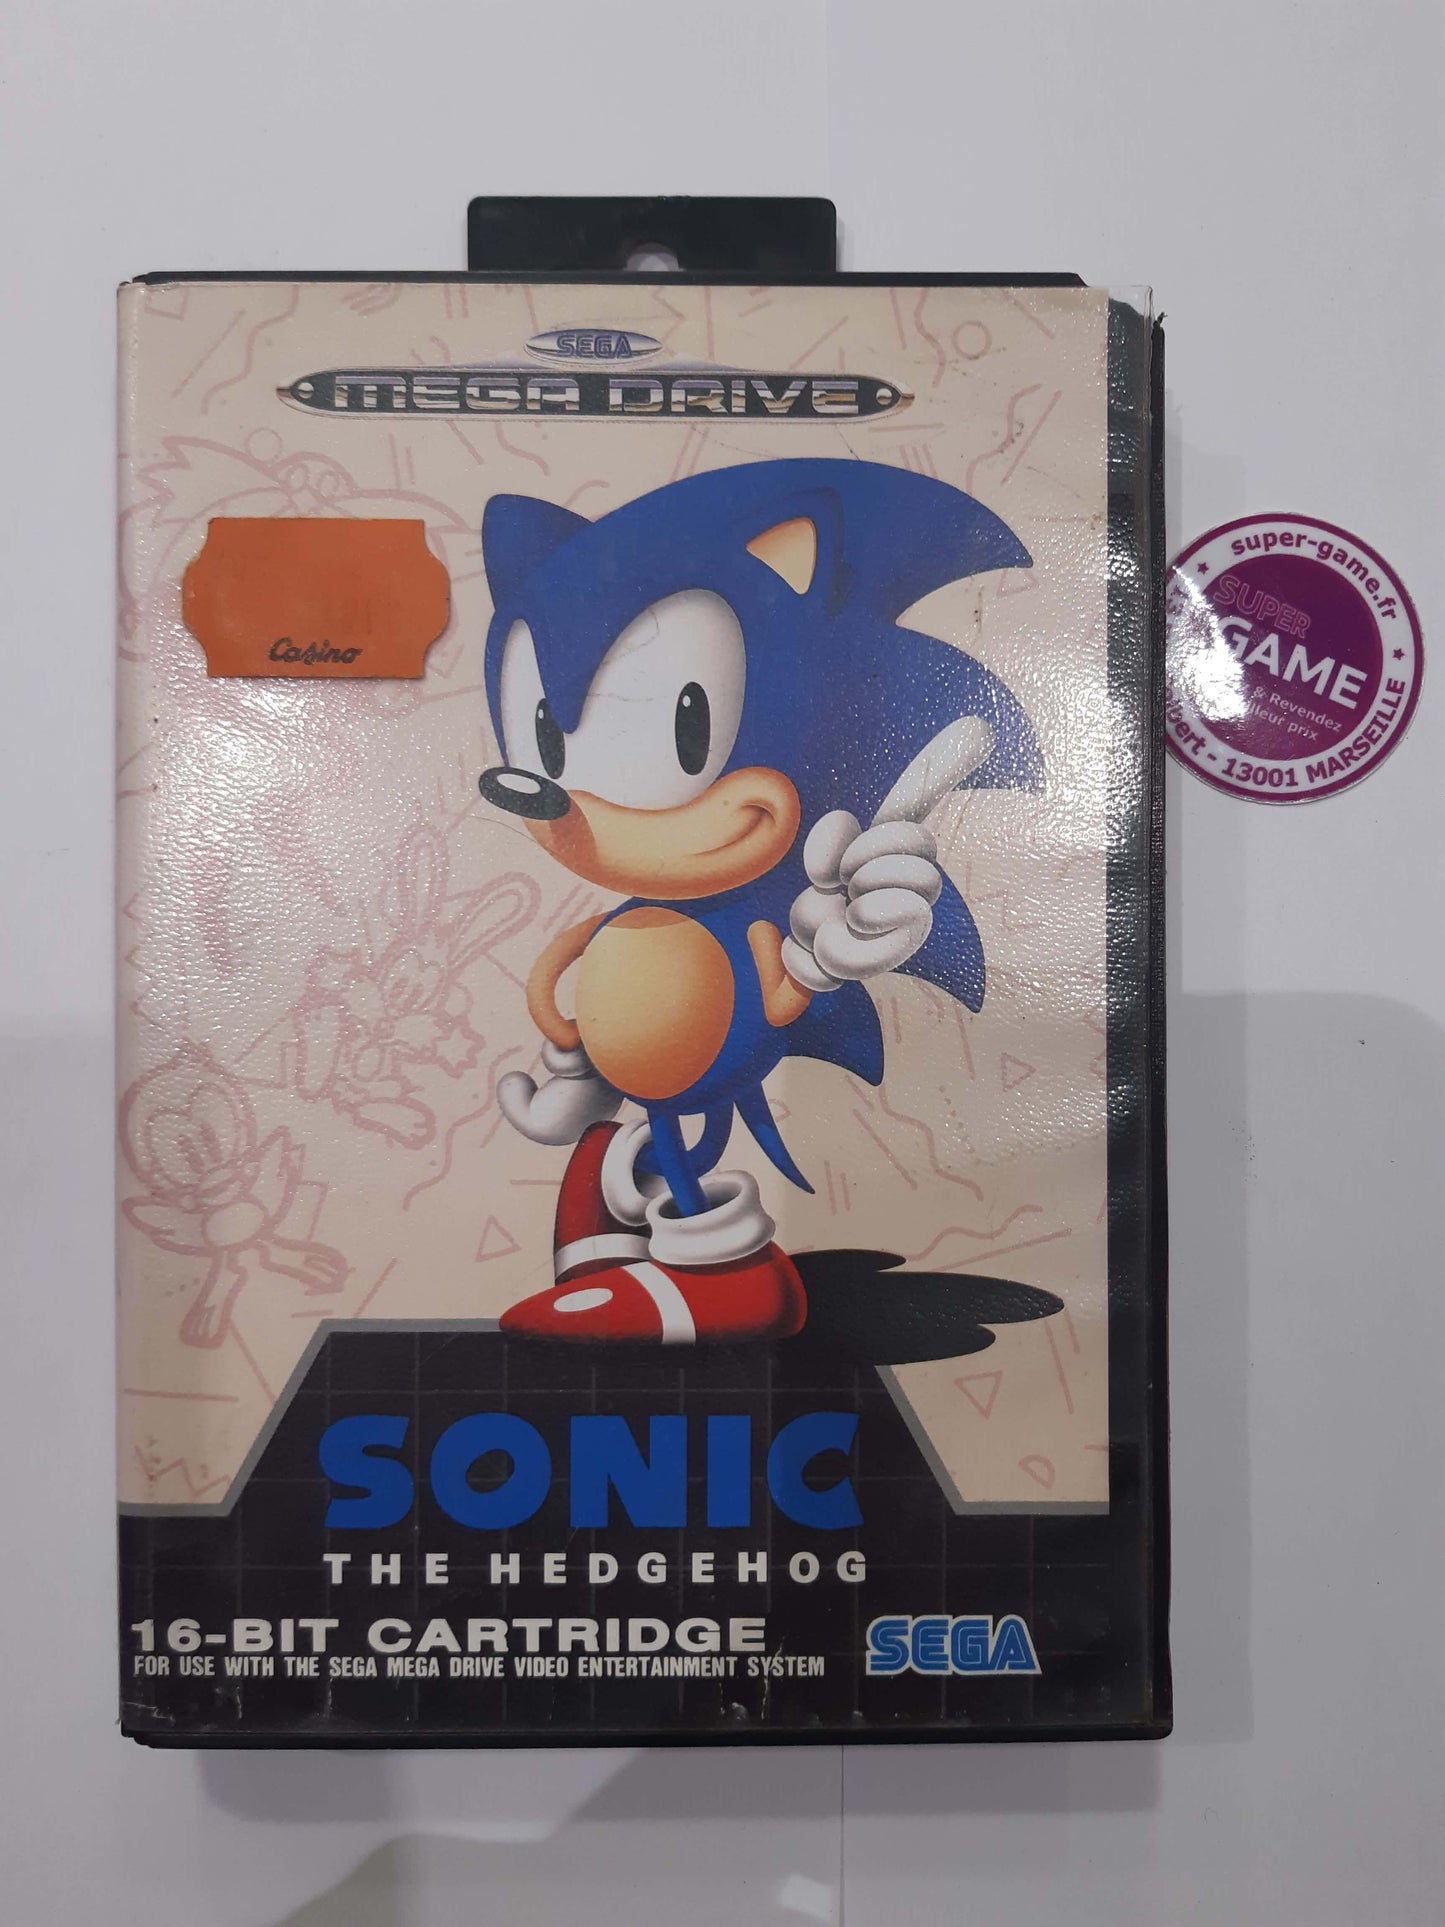 SEGA
MEGA DRIVE
Casino
super-game.fr
SUPER
GAME
& Revendez
prix
13001 MARSEILLE
SONIC
THE HEDGEHOG
16-BIT CARTRIDGE
FOR USE WITH THE SEGA MEGA DRIVE VIDEO ENTERTAINMENT SYSTEM
SEGA